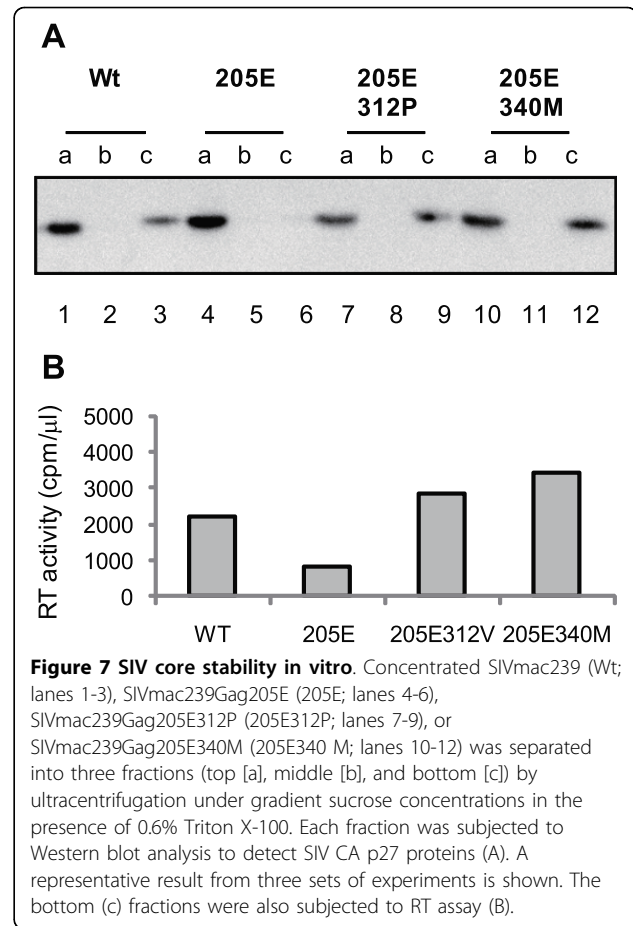 A
Wt 205E 205E 205E
312P 340M
a b c a b c a b c a b c
1 2 3 4 5 6 7 8 9 10 11 12
B
RT activity (cpm/μl)
5000
4000
3000
2000
1000
0
WT 205E 205E312V 205E340M
Figure 7 SIV core stability in vitro. Concentrated SIVmac239 (Wt;
lanes 1-3), SIVmac239Gag205E (205E; lanes 4-6),
SIVmac239Gag205E312P (205E312P; lanes 7-9), or
SIVmac239Gag205E340M (205E340 M; lanes 10-12) was separated
into three fractions (top [a], middle [b], and bottom [c]) by
ultracentrifugation under gradient sucrose concentrations in the
presence of 0.6% Triton X-100. Each fraction was subjected to
Western blot analysis to detect SIV CA p27 proteins (A). A
representative result from three sets of experiments is shown. The
bottom (c) fractions were also subjected to RT assay (B).